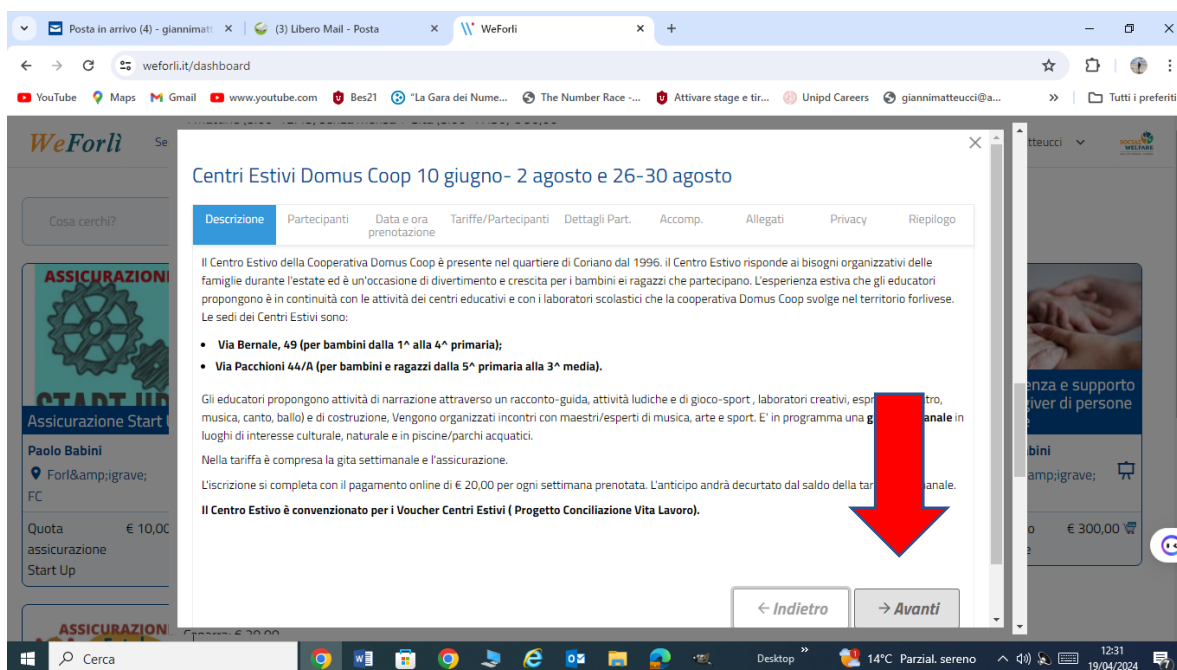 Posta in arrivo (4) - giannimatt
(3) Libero Mail - Posta
WeForli
weforli.it/dashboard
YouTube Maps Gmail www.youtube.com Bes21 "La Gara dei Nume... The Number Race -... Attivare stage e tir... Unipd Careers giannimatteucci@a... » Tutti i preferiti
WeForlì Se
tteucci
SOCIAL WELFARE
Centri Estivi Domus Coop 10 giugno- 2 agosto e 26-30 agosto
Cosa cerchi?
Descrizione Partecipanti Data e ora prenotazione Tariffe/Partecipanti Dettagli Part. Accomp. Allegati Privacy Riepilogo
Il Centro Estivo della Cooperativa Domus Coop è presente nel quartiere di Coriano dal 1996. il Centro Estivo risponde ai bisogni organizzativi delle
famiglie durante l'estate ed è un'occasione di divertimento e crescita per i bambini ei ragazzi che partecipano. L'esperienza estiva che gli educatori
propongono è in continuità con le attività dei centri educativi e con i laboratori scolastici che la cooperativa Domus Coop svolge nel territorio forlivese.
Le sedi dei Centri Estivi sono:
• Via Bernale, 49 (per bambini dalla 1^ alla 4^ primaria);
• Via Pacchioni 44/A (per bambini e ragazzi dalla 5^ primaria alla 3^ media).
Gli educatori propongono attività di narrazione attraverso un racconto-guida, attività ludiche e di gioco-sport , laboratori creativi, espr tro,
musica, canto, ballo) e di costruzione, Vengono organizzati incontri con maestri/esperti di musica, arte e sport. E' in programma una g anale in
luoghi di interesse culturale, naturale e in piscine/parchi acquatici.
Nella tariffa è compresa la gita settimanale e l'assicurazione.
L'iscrizione si completa con il pagamento online di € 20,00 per ogni settimana prenotata. L'anticipo andrà decurtato dal saldo della tar manale.
Il Centro Estivo è convenzionato per i Voucher Centri Estivi ( Progetto Conciliazione Vita Lavoro).
← Indietro
→ Avanti
ASSICURAZIONI
START UP
Assicurazione Start
Paolo Babini
Forl&amp;igrave;
FC
Quota € 10,00
assicurazione
Start Up
ASSICURAZION
enza e supporto
giver di persone
bini
amp;igrave;
o € 300,00
Cerca
Desktop »
14°C Parzial. sereno
12:31
19/04/2024